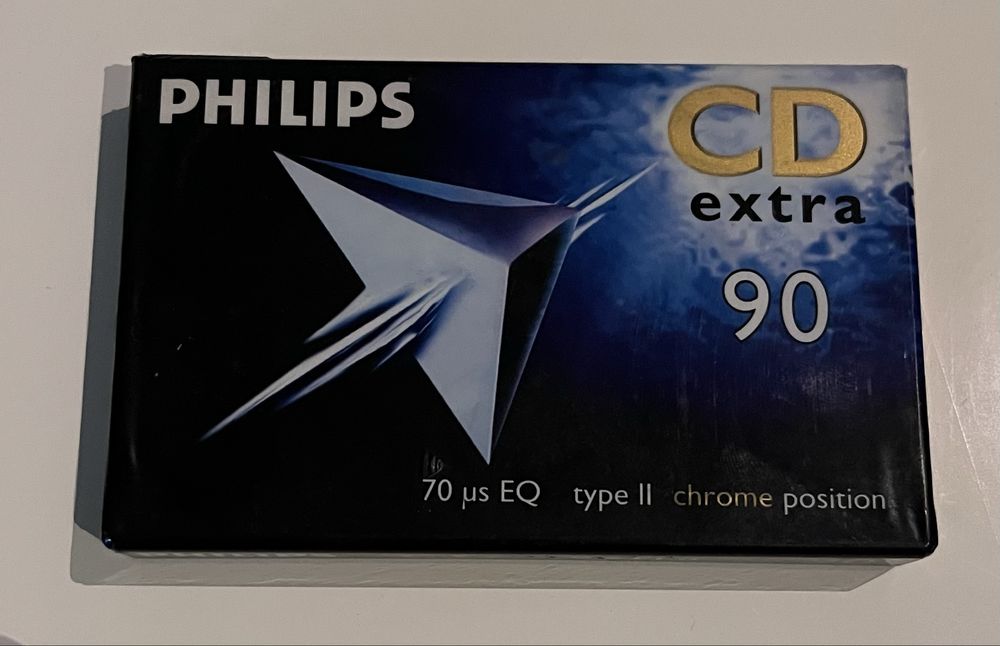 PHILIPS
CD
extra
90
70 µs EQ type II chrome position